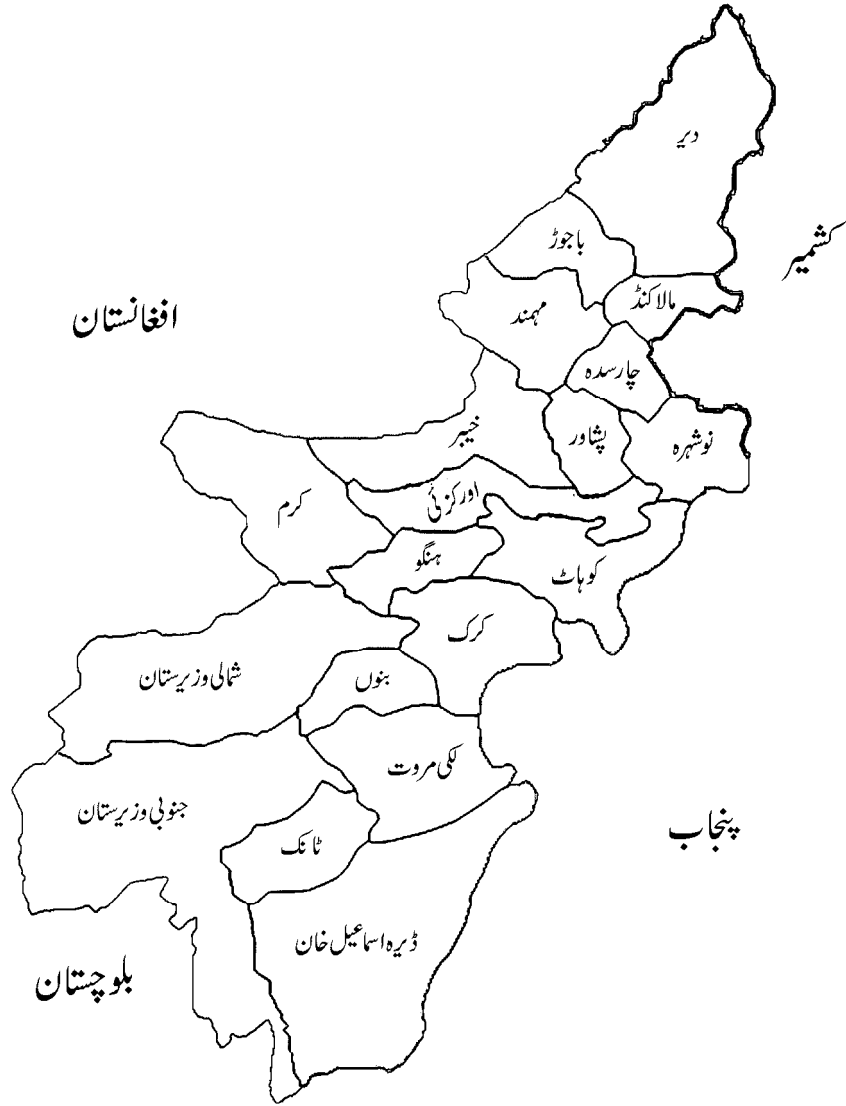 دیر
کشمیر
باجوڑ
مالاکنڈ
مہمند
افغانستان
چارسدہ
خیبر
پشاور
نوشہرہ
کرم
اورکزئی
ہنگو
کوہاٹ
کرک
شمالی وزیرستان
بنوں
لکی مروت
جنوبی وزیرستان
پنجاب
ٹانک
ڈیرہ اسماعیل خان
بلوچستان